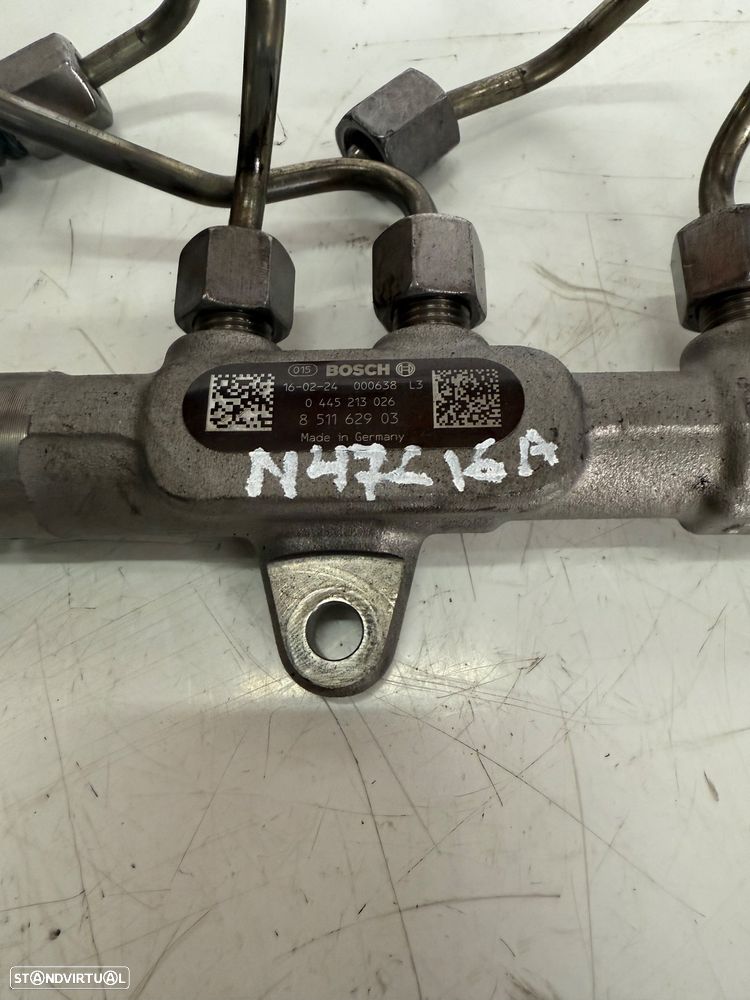 015 BOSCH
16-02-24 000638 L3
0 445 213 026
8 511 629 03
Made in Germany
N47C16A
STANDVIRTUAL